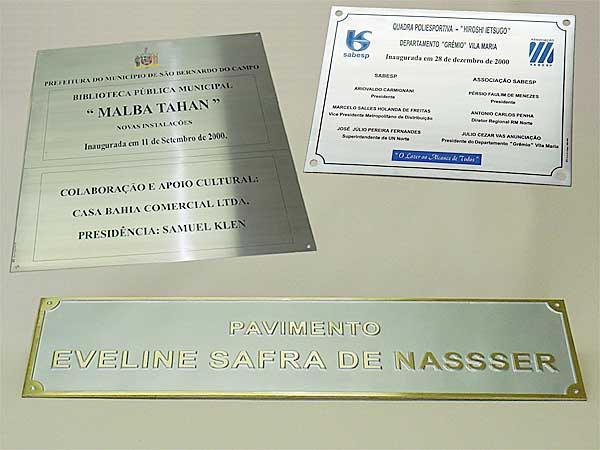 PREFEITURA DO MUNICÍPIO DE SÃO BERNARDO DO CAMPO
BIBLIOTECA PÚBLICA MUNICIPAL
“ MALBA TAHAN ”
NOVAS INSTALAÇÕES
Inaugurada em 11 de Setembro de 2000.
COLABORAÇÃO E APOIO CULTURAL:
CASA BAHIA COMERCIAL LTDA.
PRESIDÊNCIA: SAMUEL KLEN
QUADRA POLIESPORTIVA - "HIROSHI IETSUGO"
DEPARTAMENTO "GRÊMIO" VILA MARIA
Inaugurada em 28 de dezembro de 2000
sabesp
ASSOCIAÇÃO
SABESP
SABESP
ARIOVALDO CARMIGNANI
Presidente
MARCELO SALLES HOLANDA DE FREITAS
Vice Presidente Metropolitano de Distribuição
JOSÉ JÚLIO PEREIRA FERNANDES
Superintendente de UN Norte
ASSOCIAÇÃO SABESP
PÉRSIO FAULIM DE MENEZES
Presidente
ANTONIO CARLOS PENHA
Diretor Regional RM Norte
JULIO CEZAR VAS ANUNCIAÇÃO
Presidente do Departamento "Grêmio" Vila Maria
"O Lazer ao Alcance de Todos"
PAVIMENTO
EVELINE SAFRA DE NASSSER